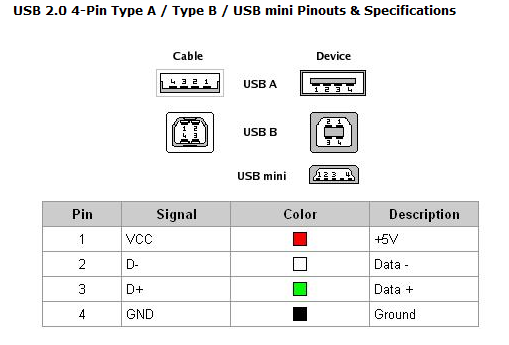 USB 2.0 4-Pin Type A / Type B / USB mini Pinouts & Specifications
Cable Device
4 3 2 1 USB A 1 2 3 4
1 2 USB B 2 1
4 3 3 4
USB mini 1 2 3 4
Pin Signal Color Description
1 VCC +5V
2 D- Data -
3 D+ Data +
4 GND Ground